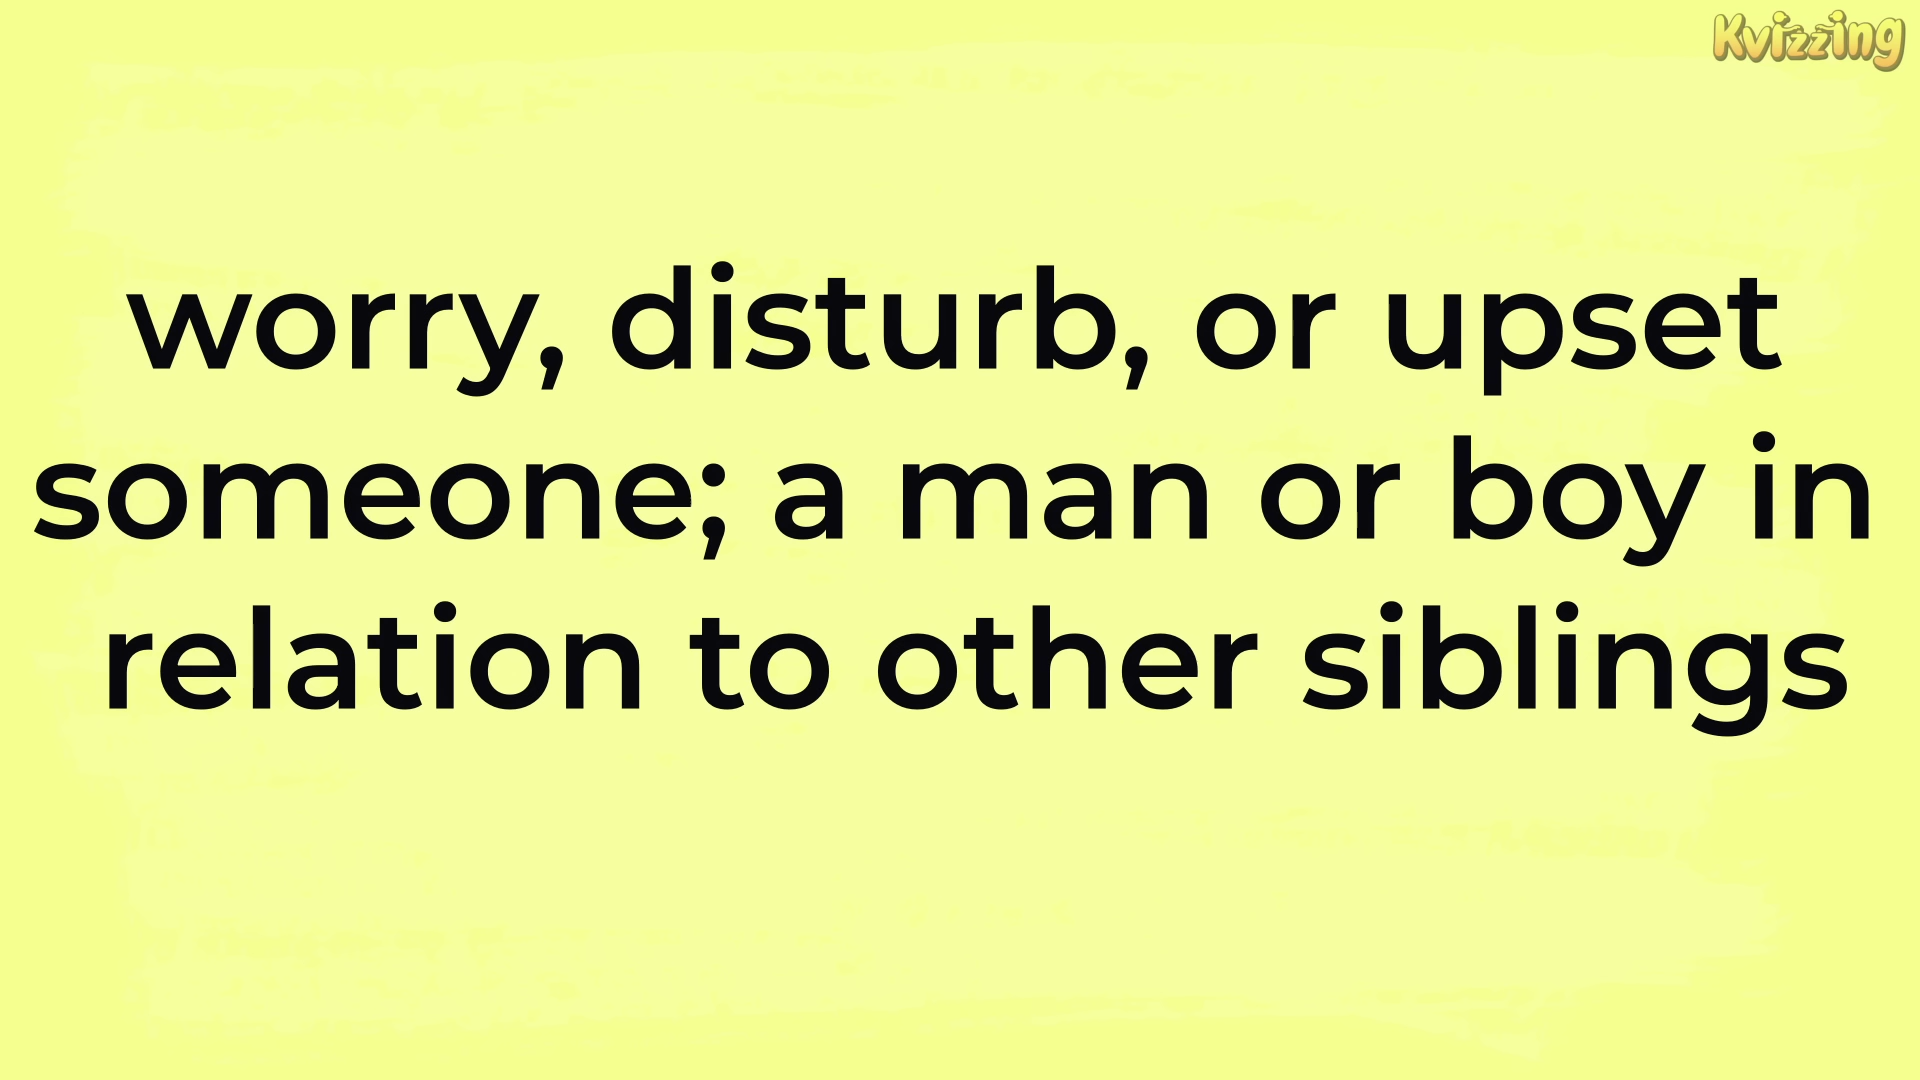 Kvizzing
worry, disturb, or upset
someone; a man or boy in
relation to other siblings